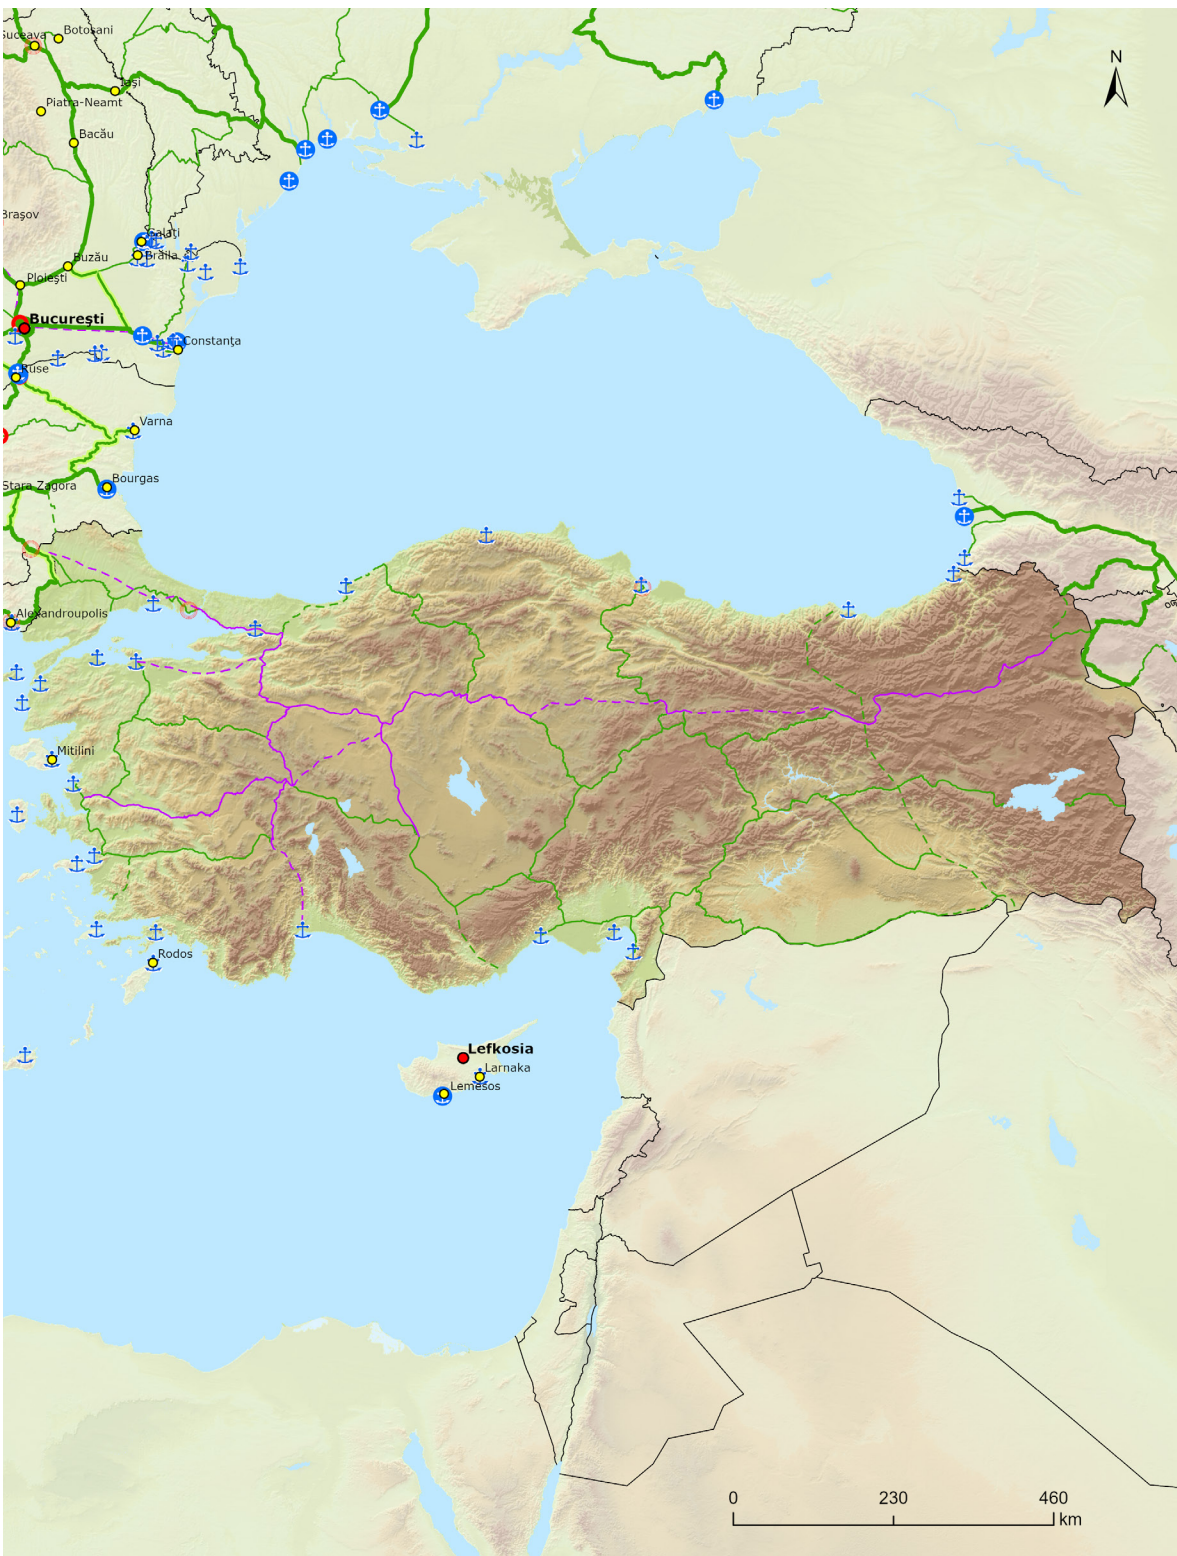 Suceava
Botoşani
N
Iaşi
Piatra-Neamt
Bacău
Braşov
Galaţi
Brăila
Buzău
Ploieşti
Bucureşti
Constanţa
Ruse
Varna
Bourgas
Stara Zagora
Alexandroupolis
Mitilini
Rodos
Lefkosia
Larnaka
Lemesos
0 230 460
km